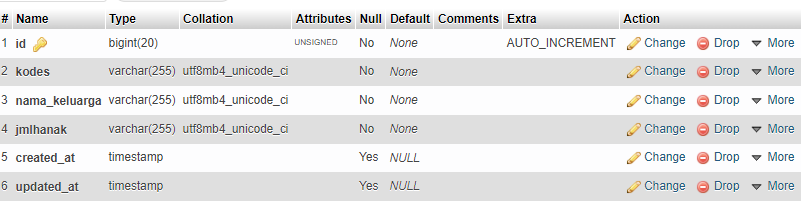 # Name Type Collation Attributes Null Default Comments Extra Action
1 id bigint(20) UNSIGNED No None AUTO_INCREMENT Change Drop More
2 kodes varchar(255) utf8mb4_unicode_ci No None Change Drop More
3 nama_keluarga varchar(255) utf8mb4_unicode_ci No None Change Drop More
4 jmlhanak varchar(255) utf8mb4_unicode_ci No None Change Drop More
5 created_at timestamp Yes NULL Change Drop More
6 updated_at timestamp Yes NULL Change Drop More